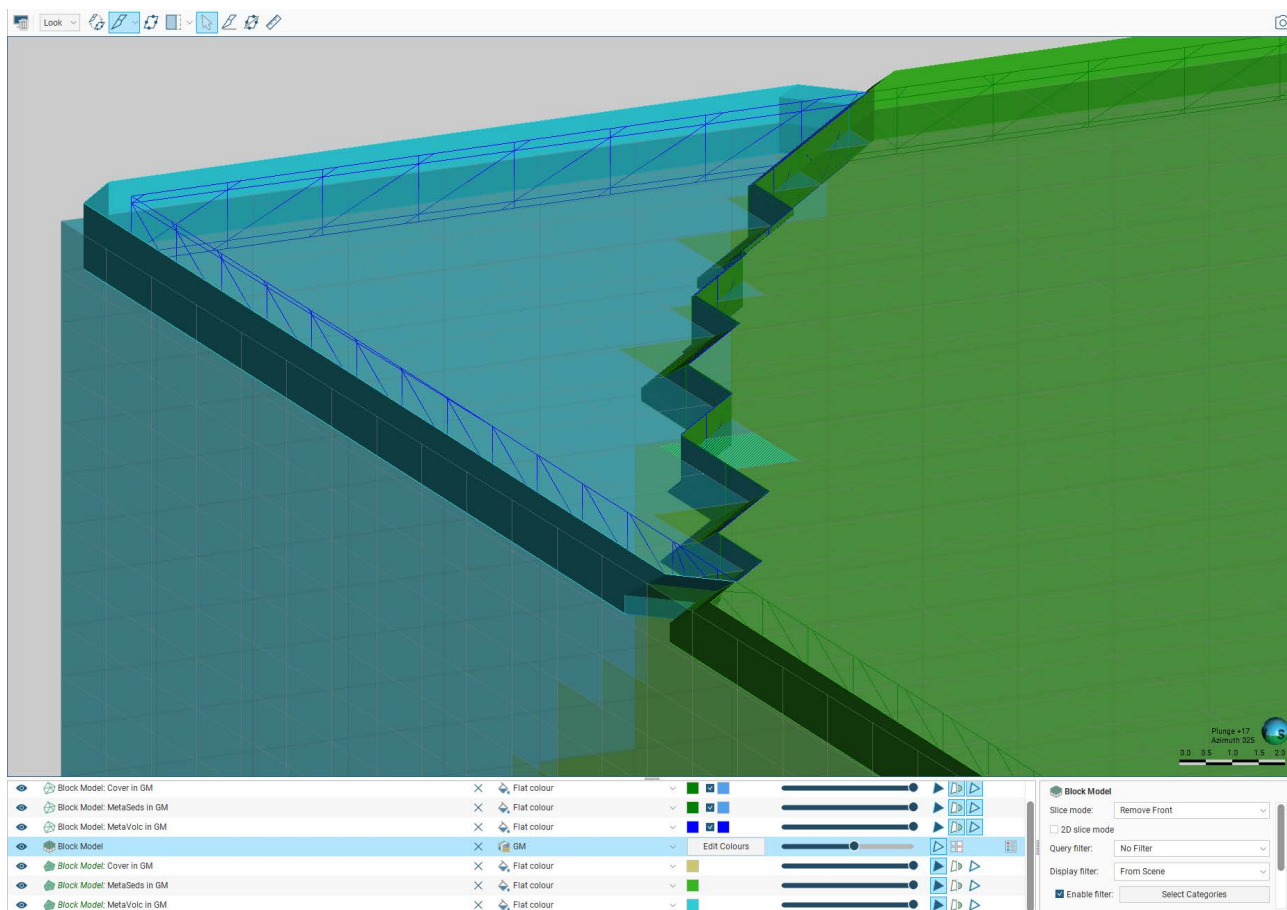 Look
Plunge +17
Azimuth 325
S
0.0 0.5 1.0 1.5 2.0
Block Model: Cover in GM Flat colour
Block Model: MetaSeds in GM Flat colour
Block Model: MetaVolc in GM Flat colour
Block Model GM Edit Colours
Block Model: Cover in GM Flat colour
Block Model: MetaSeds in GM Flat colour
Block Model: MetaVolc in GM Flat colour
Block Model
Slice mode: Remove Front
2D slice mode
Query filter: No Filter
Display filter: From Scene
Enable filter: Select Categories